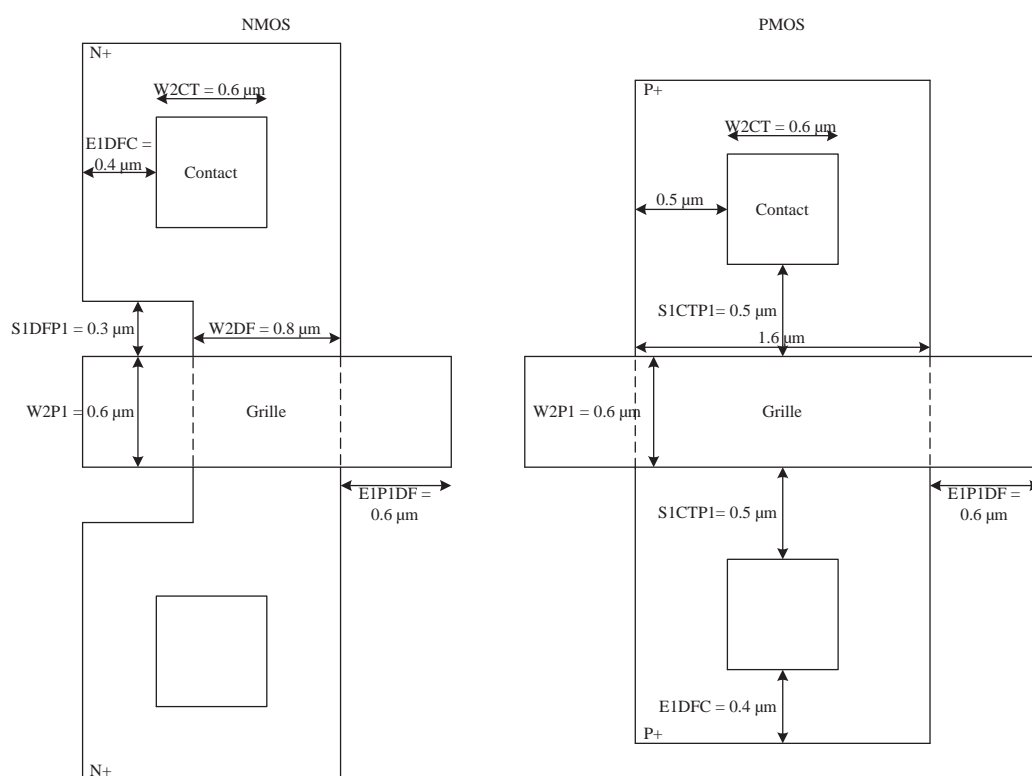 NMOS
N+
W2CT = 0.6 µm
E1DFC =
0.4 µm
Contact
S1DFP1 = 0.3 µm
W2DF = 0.8 µm
W2P1 = 0.6 µm
Grille
E1P1DF =
0.6 µm
N+
PMOS
P+
W2CT = 0.6 µm
0.5 µm
Contact
S1CTP1= 0.5 µm
1.6 µm
W2P1 = 0.6 µm
Grille
S1CTP1= 0.5 µm
E1P1DF =
0.6 µm
E1DFC = 0.4 µm
P+